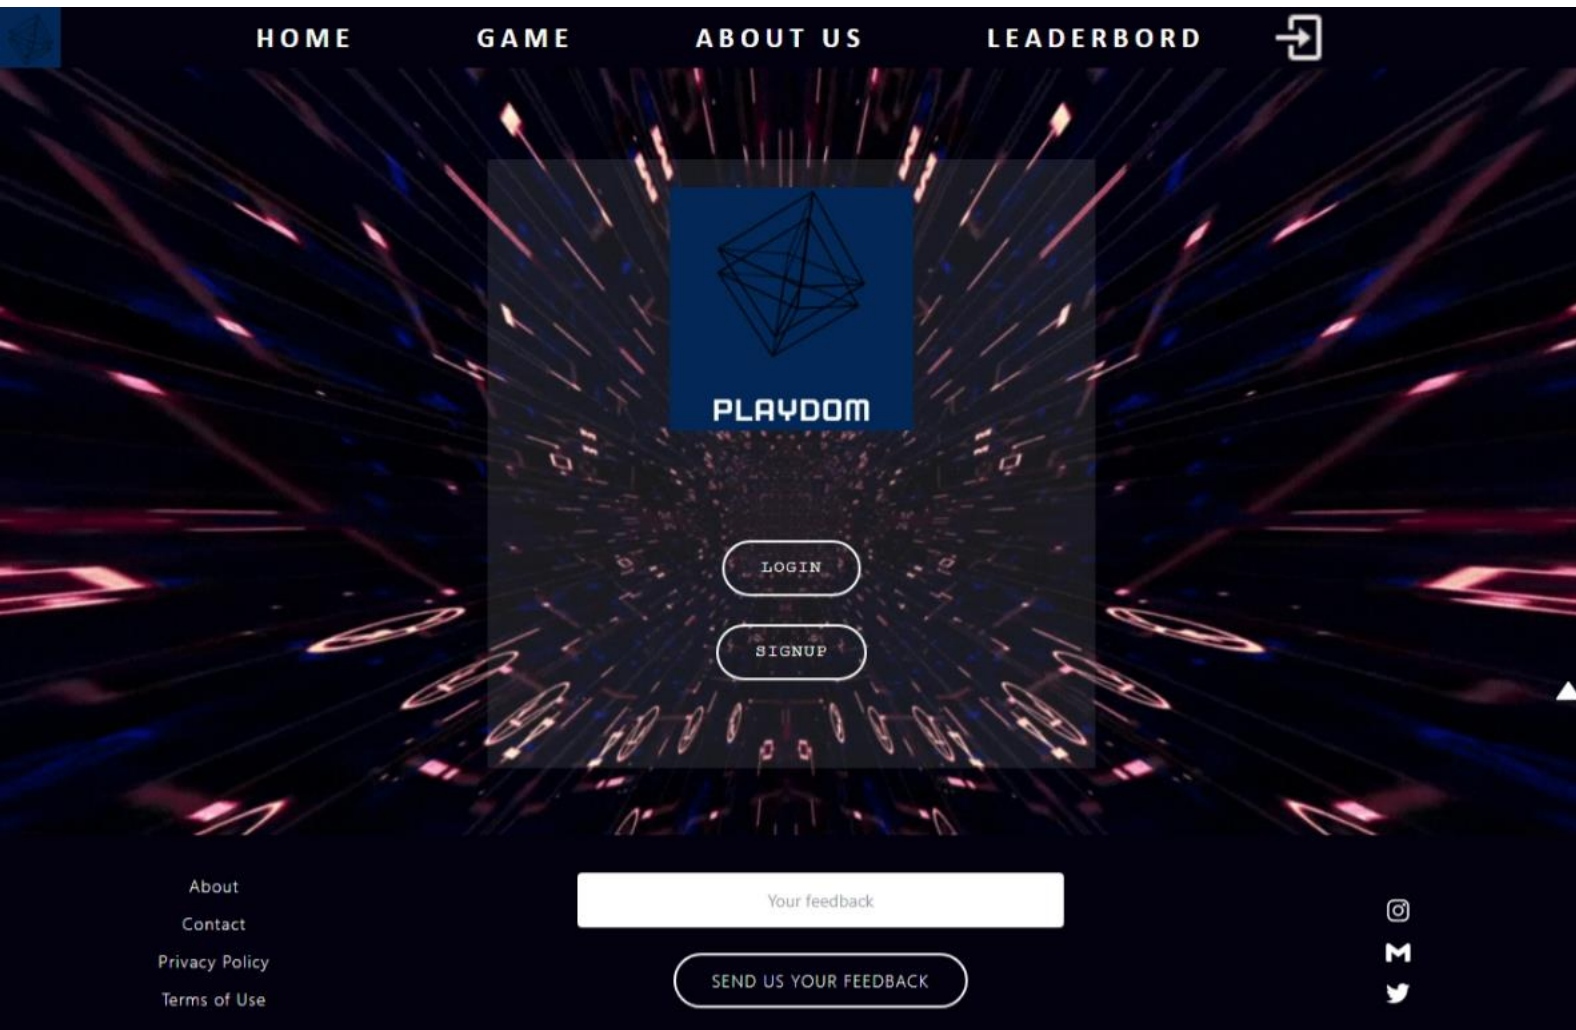 HOME GAME ABOUT US LEADERBORD
PLAYDOM
LOGIN
SIGNUP
About
Contact
Privacy Policy
Terms of Use
Your feedback
SEND US YOUR FEEDBACK